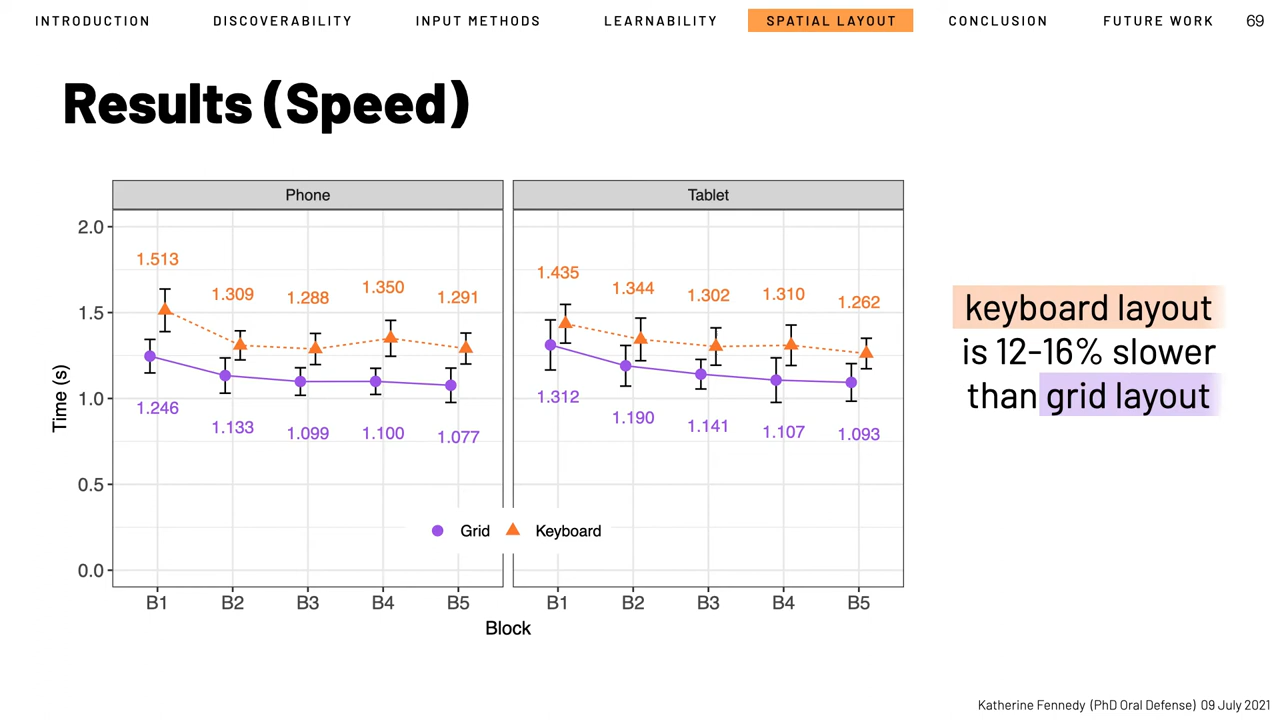 INTRODUCTION DISCOVERABILITY INPUT METHODS LEARNABILITY SPATIAL LAYOUT CONCLUSION FUTURE WORK 69
Results (Speed)
Phone Tablet
2.0
1.5
1.0
0.5
0.0
Time (s)
1.513 1.309 1.288 1.350 1.291
1.246 1.133 1.099 1.100 1.077
1.435 1.344 1.302 1.310 1.262
1.312 1.190 1.141 1.107 1.093
Grid Keyboard
B1 B2 B3 B4 B5 B1 B2 B3 B4 B5
Block
keyboard layout
is 12-16% slower
than grid layout
Katherine Fennedy (PhD Oral Defense) 09 July 2021